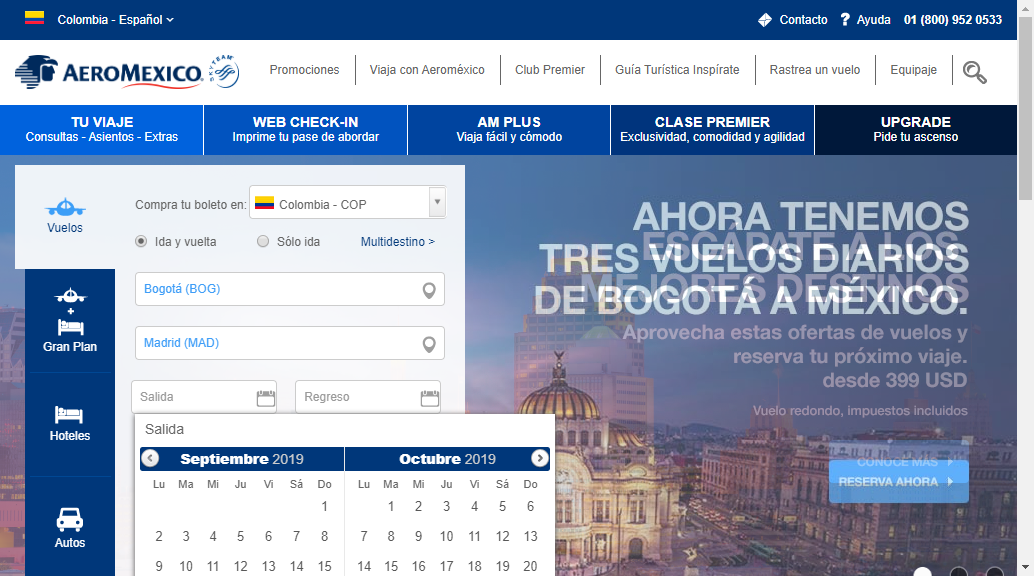 Colombia - Español
Contacto
Ayuda
01 (800) 952 0533
AEROMEXICO
SKYTEAM
Promociones
Viaja con Aeroméxico
Club Premier
Guía Turística Inspírate
Rastrea un vuelo
Equipaje
TU VIAJE
Consultas - Asientos - Extras
WEB CHECK-IN
Imprime tu pase de abordar
AM PLUS
Viaja fácil y cómodo
CLASE PREMIER
Exclusividad, comodidad y agilidad
UPGRADE
Pide tu ascenso
Vuelos
+
Gran Plan
Hoteles
Autos
Compra tu boleto en:
Colombia - COP
Ida y vuelta
Sólo ida
Multidestino >
Bogotá (BOG)
Madrid (MAD)
Salida
Regreso
Salida
Septiembre 2019
Lu Ma Mi Ju Vi Sá Do
1
2 3 4 5 6 7 8
9 10 11 12 13 14 15
Octubre 2019
Lu Ma Mi Ju Vi Sá Do
1 2 3 4 5 6
7 8 9 10 11 12 13
14 15 16 17 18 19 20
AHORA TENEMOS
ESCÁPATE A LOS
TRES VUELOS DIARIOS
MEJORES DESTINOS
DE BOGOTÁ A MÉXICO.
Aprovecha estas ofertas de vuelos y
reserva tu próximo viaje.
desde 399 USD
Vuelo redondo, impuestos incluidos
CONOCE MÁS
RESERVA AHORA